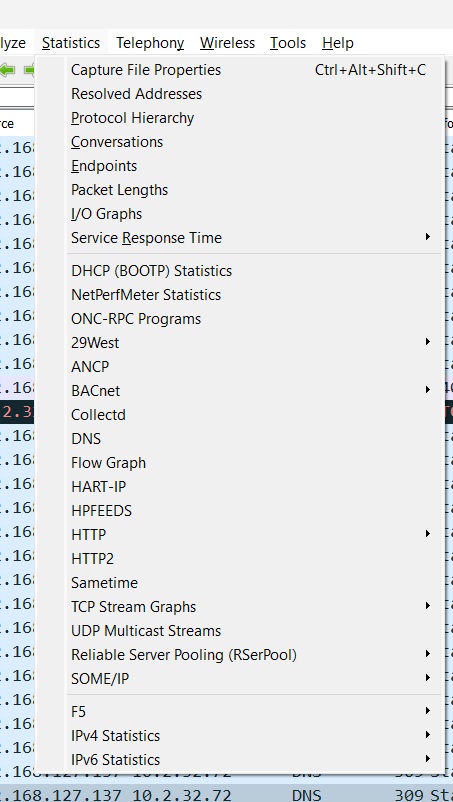 lyze Statistics Telephony Wireless Tools Help
Capture File Properties Ctrl+Alt+Shift+C
Resolved Addresses
Protocol Hierarchy
Conversations
Endpoints
Packet Lengths
I/O Graphs
Service Response Time
DHCP (BOOTP) Statistics
NetPerfMeter Statistics
ONC-RPC Programs
29West
ANCP
BACnet
Collectd
DNS
Flow Graph
HART-IP
HPFEEDS
HTTP
HTTP2
Sametime
TCP Stream Graphs
UDP Multicast Streams
Reliable Server Pooling (RSerPool)
SOME/IP
F5
IPv4 Statistics
IPv6 Statistics
.168.127.137 10.2.32.72 DNS 309 Sta